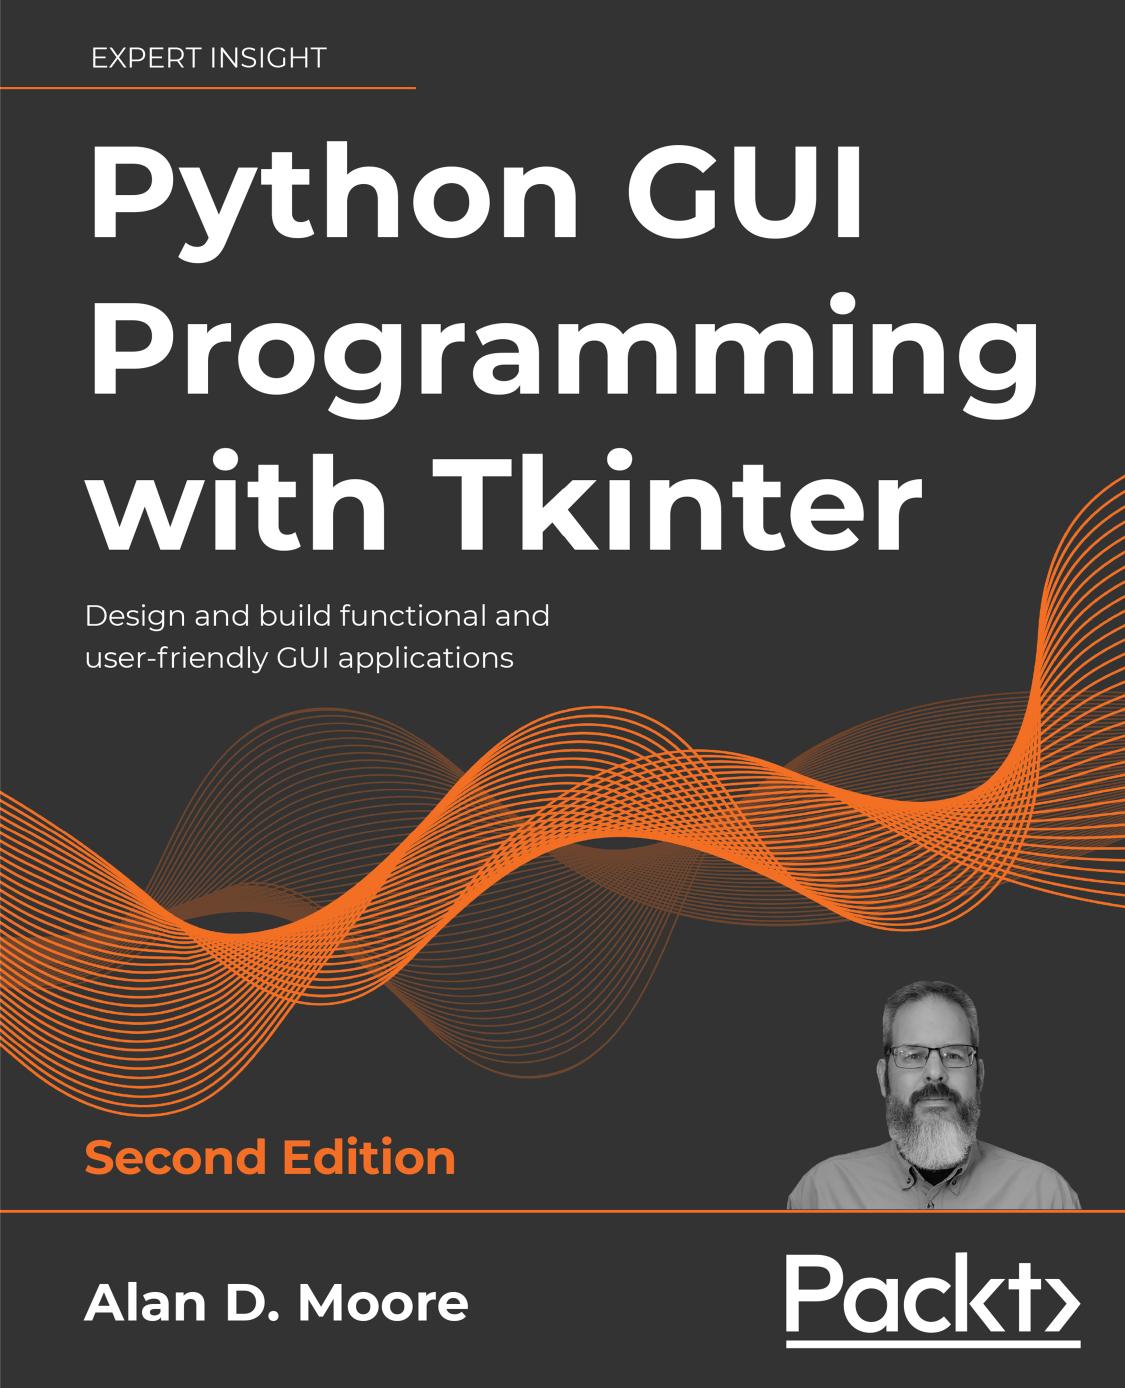 EXPERT INSIGHT
Python GUI
Programming
with Tkinter
Design and build functional and
user-friendly GUI applications
Second Edition
Alan D. Moore
Packt